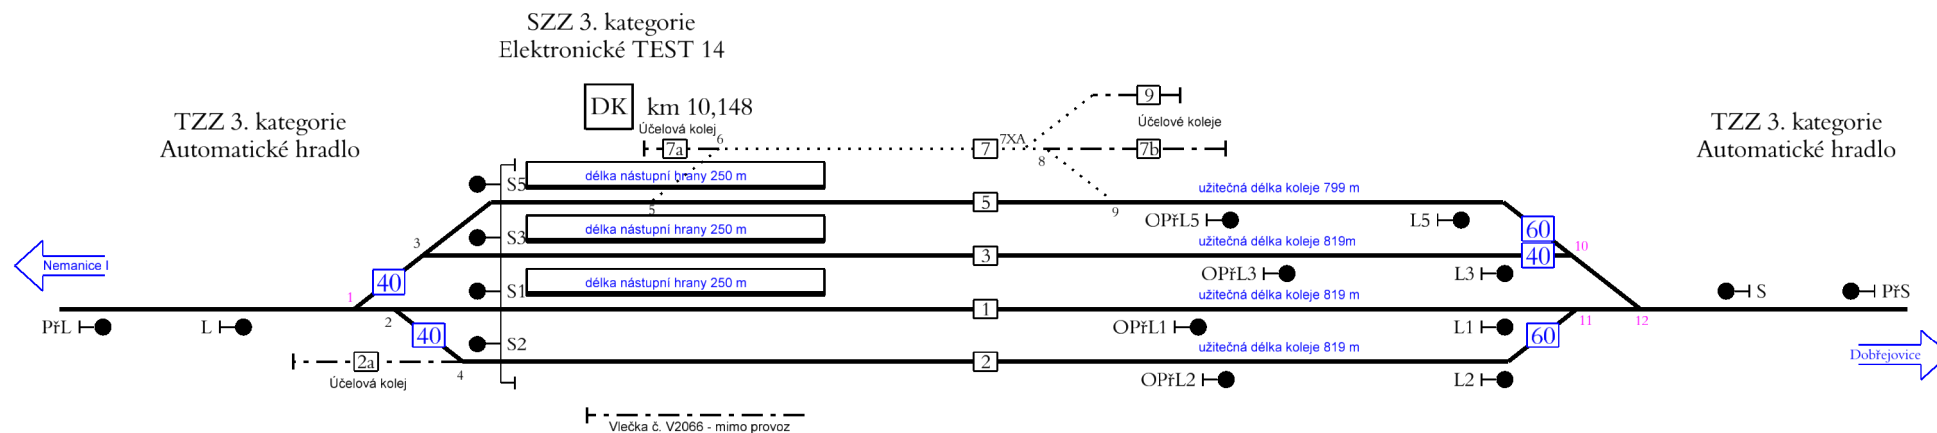 SZZ 3. kategorie
Elektronické TEST 14
DK km 10,148
9
TZZ 3. kategorie
Automatické hradlo
Účelová kolej
Účelové koleje
TZZ 3. kategorie
Automatické hradlo
7a
6
7
7XA
8
7b
S5
délka nástupní hrany 250 m
užitečná délka koleje 799 m
5
5
9
OPřL5
L5
60
3
S3
délka nástupní hrany 250 m
užitečná délka koleje 819m
10
Nemanice I
40
3
40
OPřL3
L3
1
S1
délka nástupní hrany 250 m
užitečná délka koleje 819 m
S
PřS
1
PřL
L
2
40
OPřL1
L1
60
11
12
S2
užitečná délka koleje 819 m
Dobřejovice
2a
4
2
Účelová kolej
OPřL2
L2
Vlečka č. V2066 - mimo provoz